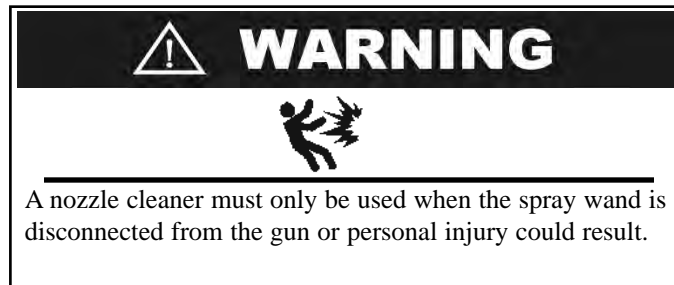 WARNING
A nozzle cleaner must only be used when the spray wand is
disconnected from the gun or personal injury could result.